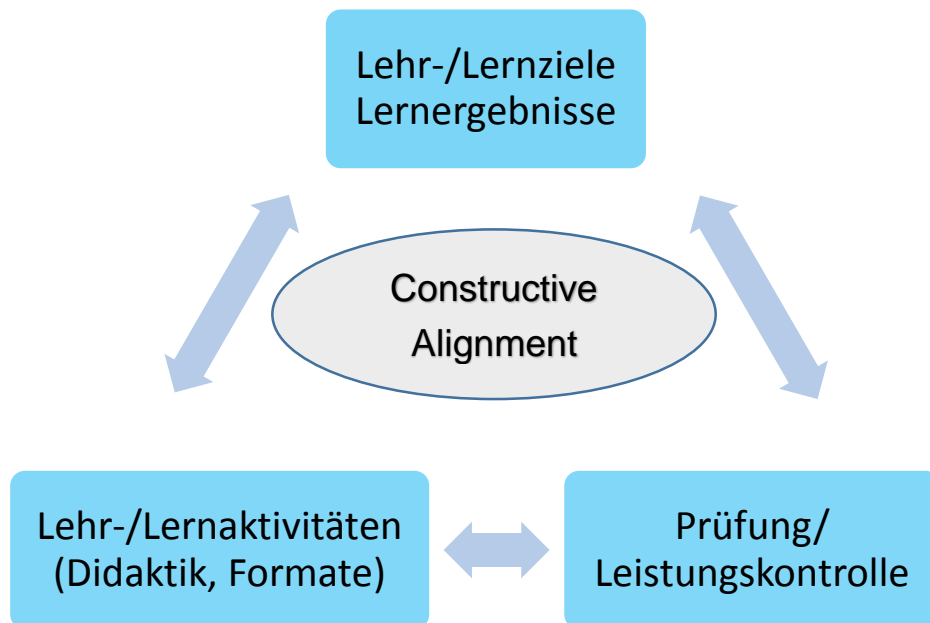 Lehr-/Lernziele
Lernergebnisse
Constructive
Alignment
Lehr-/Lernaktivitäten
(Didaktik, Formate)
Prüfung/
Leistungskontrolle